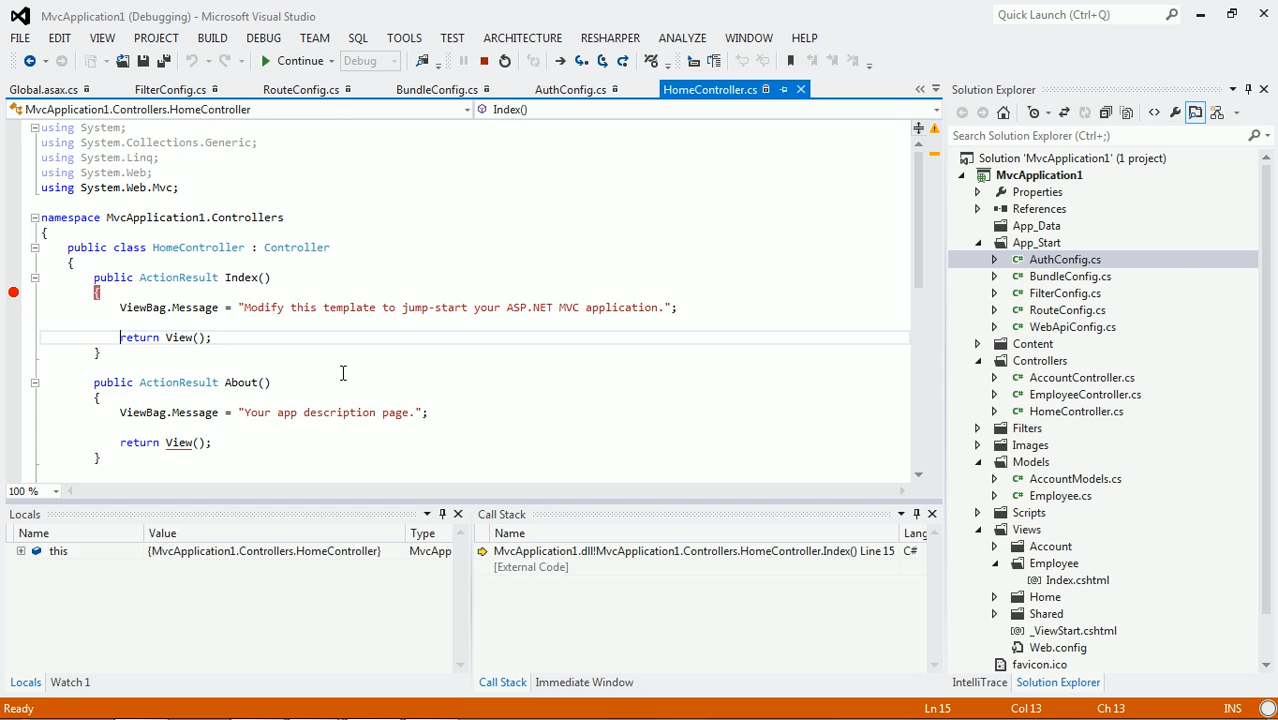 MvcApplication1 (Debugging) - Microsoft Visual Studio
Quick Launch (Ctrl+Q)
FILE EDIT VIEW PROJECT BUILD DEBUG TEAM SQL TOOLS TEST ARCHITECTURE RESHARPER ANALYZE WINDOW HELP
Continue Debug
Global.asax.cs FilterConfig.cs RouteConfig.cs BundleConfig.cs AuthConfig.cs HomeController.cs
MvcApplication1.Controllers.HomeController Index()
using System;
using System.Collections.Generic;
using System.Linq;
using System.Web;
using System.Web.Mvc;
namespace MvcApplication1.Controllers
{
public class HomeController : Controller
{
public ActionResult Index()
{
ViewBag.Message = "Modify this template to jump-start your ASP.NET MVC application.";
return View();
}
public ActionResult About()
{
ViewBag.Message = "Your app description page.";
return View();
}
100 %
Locals
Name Value Type
this {MvcApplication1.Controllers.HomeController} MvcApp
Locals Watch 1
Call Stack
Name Lang
MvcApplication1.dll!MvcApplication1.Controllers.HomeController.Index() Line 15 C#
[External Code]
Call Stack Immediate Window
Solution Explorer
Search Solution Explorer (Ctrl+;)
Solution 'MvcApplication1' (1 project)
MvcApplication1
Properties
References
App_Data
App_Start
C# AuthConfig.cs
C# BundleConfig.cs
C# FilterConfig.cs
C# RouteConfig.cs
C# WebApiConfig.cs
Content
Controllers
C# AccountController.cs
C# EmployeeController.cs
C# HomeController.cs
Filters
Images
Models
C# AccountModels.cs
C# Employee.cs
Scripts
Views
Account
Employee
[@] Index.cshtml
Home
Shared
[@] _ViewStart.cshtml
Web.config
favicon.ico
IntelliTrace Solution Explorer
Ready Ln 15 Col 13 Ch 13 INS